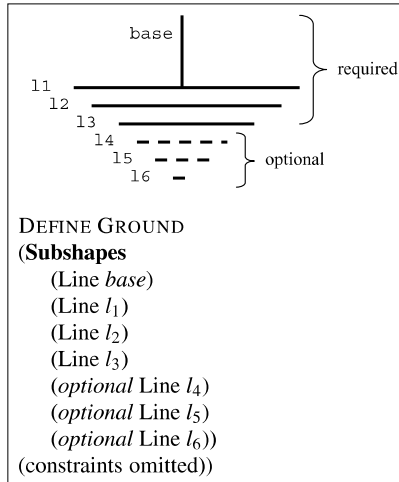 base
required
l1
l2
l3
l4
l5
optional
l6
DEFINE GROUND
(Subshapes
(Line base)
(Line l1)
(Line l2)
(Line l3)
(optional Line l4)
(optional Line l5)
(optional Line l6))
(constraints omitted))